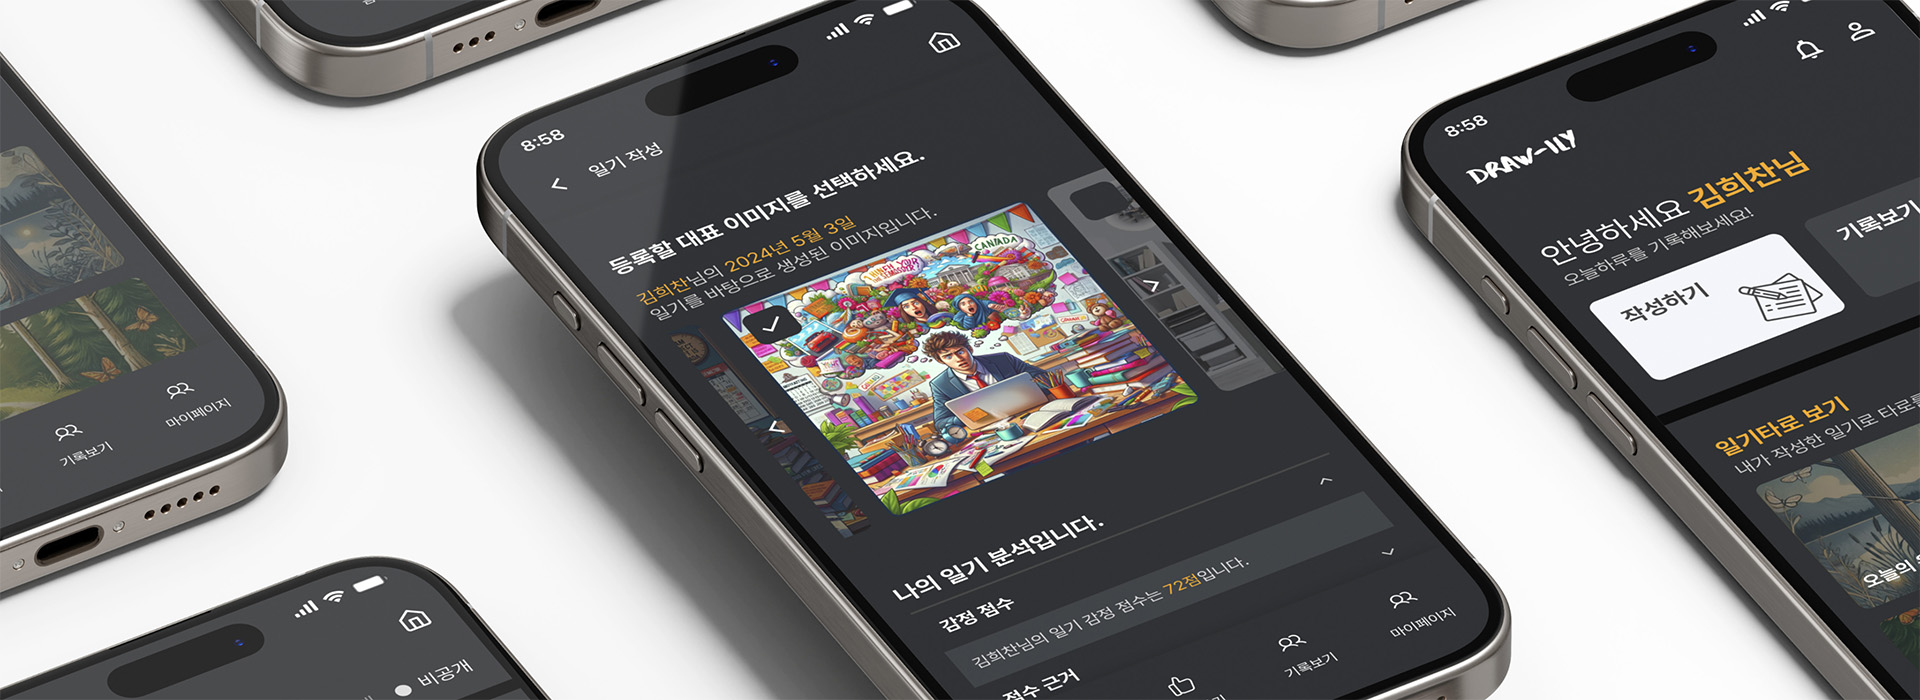 기록보기
마이페이지
비공개
8:58
일기 작성
등록할 대표 이미지를 선택하세요.
김희찬님의 2024년 5월 3일
일기를 바탕으로 생성된 이미지입니다.
CANADA
나의 일기 분석입니다.
감정 점수
김희찬님의 일기 감정 점수는 72점입니다.
점수 근거
기록보기
마이페이지
8:58
DRAW-ILY
안녕하세요 김희찬님
오늘하루를 기록해보세요!
작성하기
기록보기
일기타로 보기
내가 작성한 일기로 타로를
오늘의